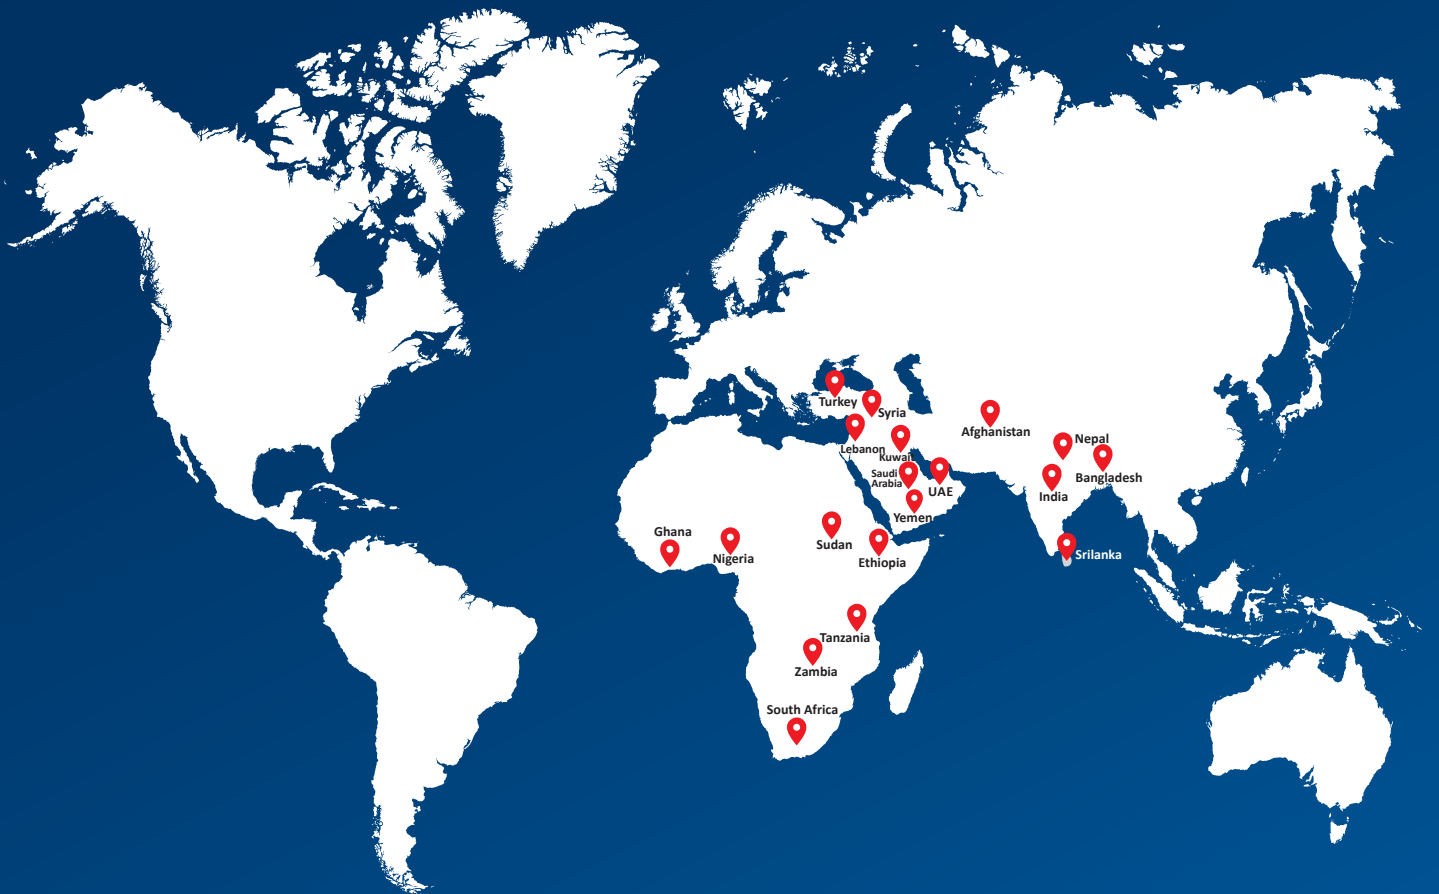 Turkey
Syria
Lebanon
Kuwait
Afghanistan
Nepal
Bangladesh
India
Saudi
Arabia
UAE
Yemen
Ghana
Nigeria
Sudan
Ethiopia
Srilanka
Tanzania
Zambia
South Africa